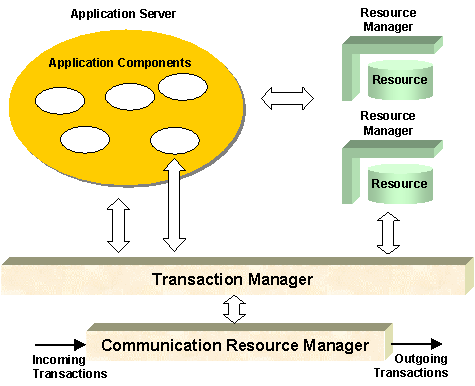 Application Server
Resource
Manager
Application Components
Resource
Resource
Manager
Resource
Transaction Manager
Communication Resource Manager
Incoming
Transactions
Outgoing
Transactions